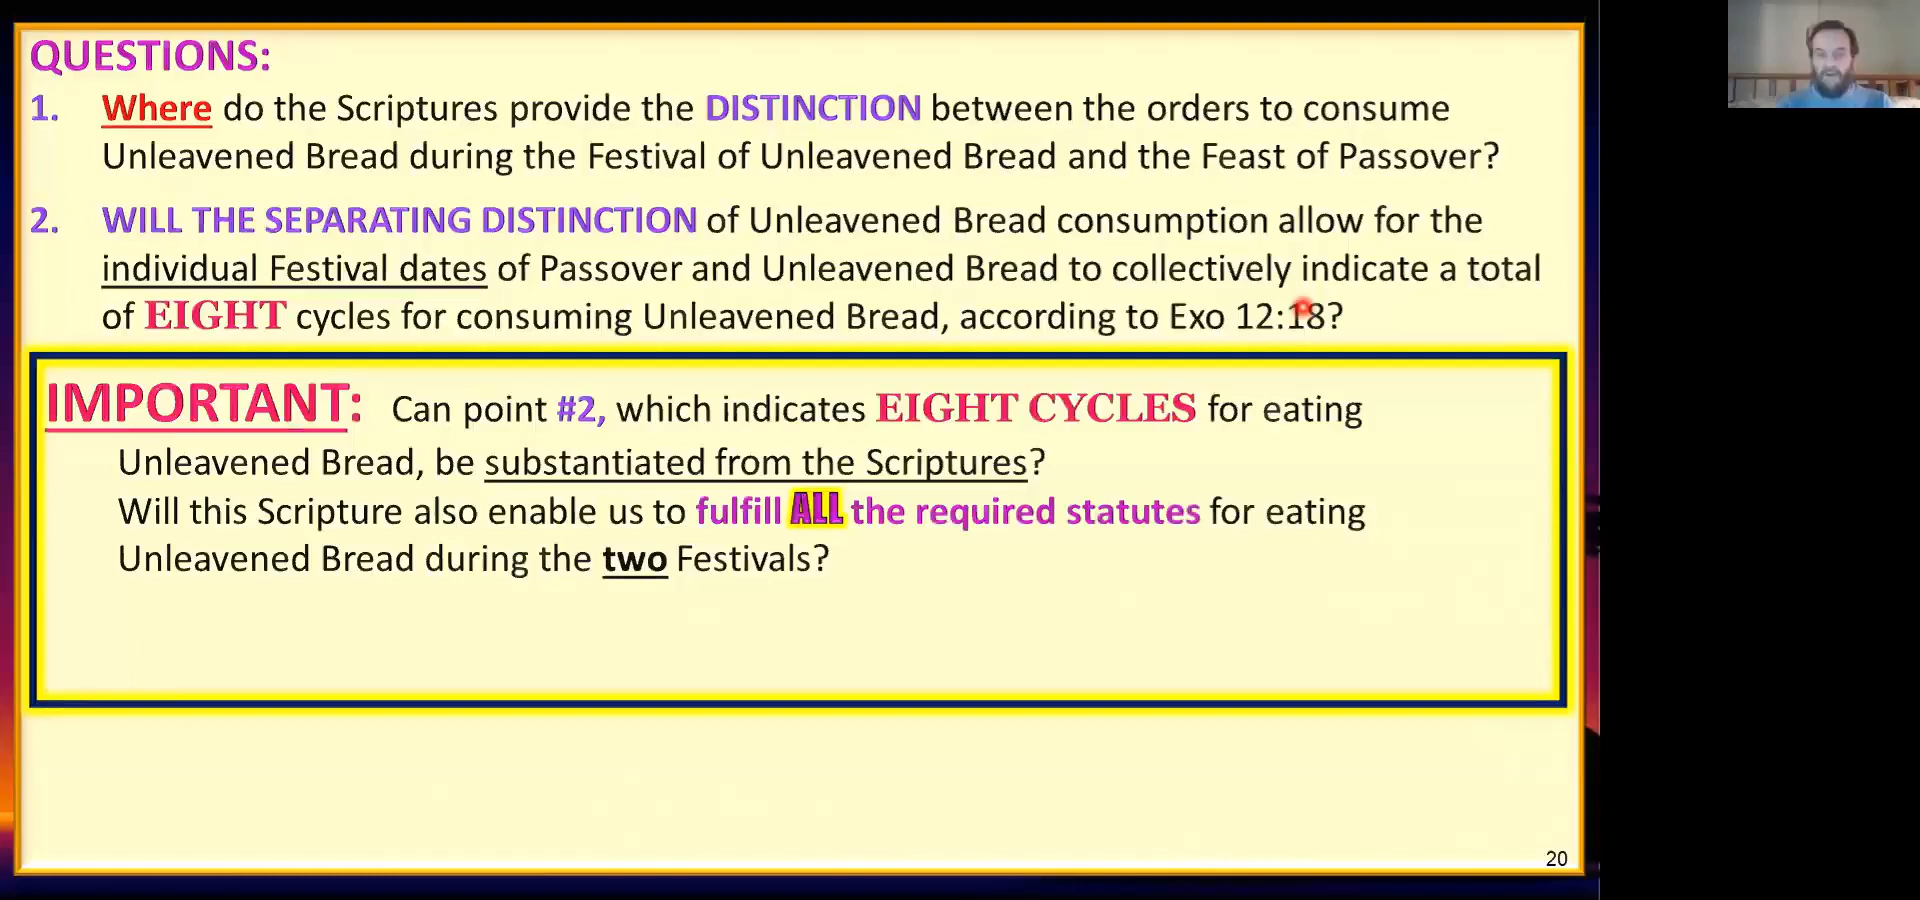 QUESTIONS:
1. Where do the Scriptures provide the DISTINCTION between the orders to consume
Unleavened Bread during the Festival of Unleavened Bread and the Feast of Passover?
2. WILL THE SEPARATING DISTINCTION of Unleavened Bread consumption allow for the
individual Festival dates of Passover and Unleavened Bread to collectively indicate a total
of EIGHT cycles for consuming Unleavened Bread, according to Exo 12:18?
IMPORTANT: Can point #2, which indicates EIGHT CYCLES for eating
Unleavened Bread, be substantiated from the Scriptures?
Will this Scripture also enable us to fulfill ALL the required statutes for eating
Unleavened Bread during the two Festivals?
20